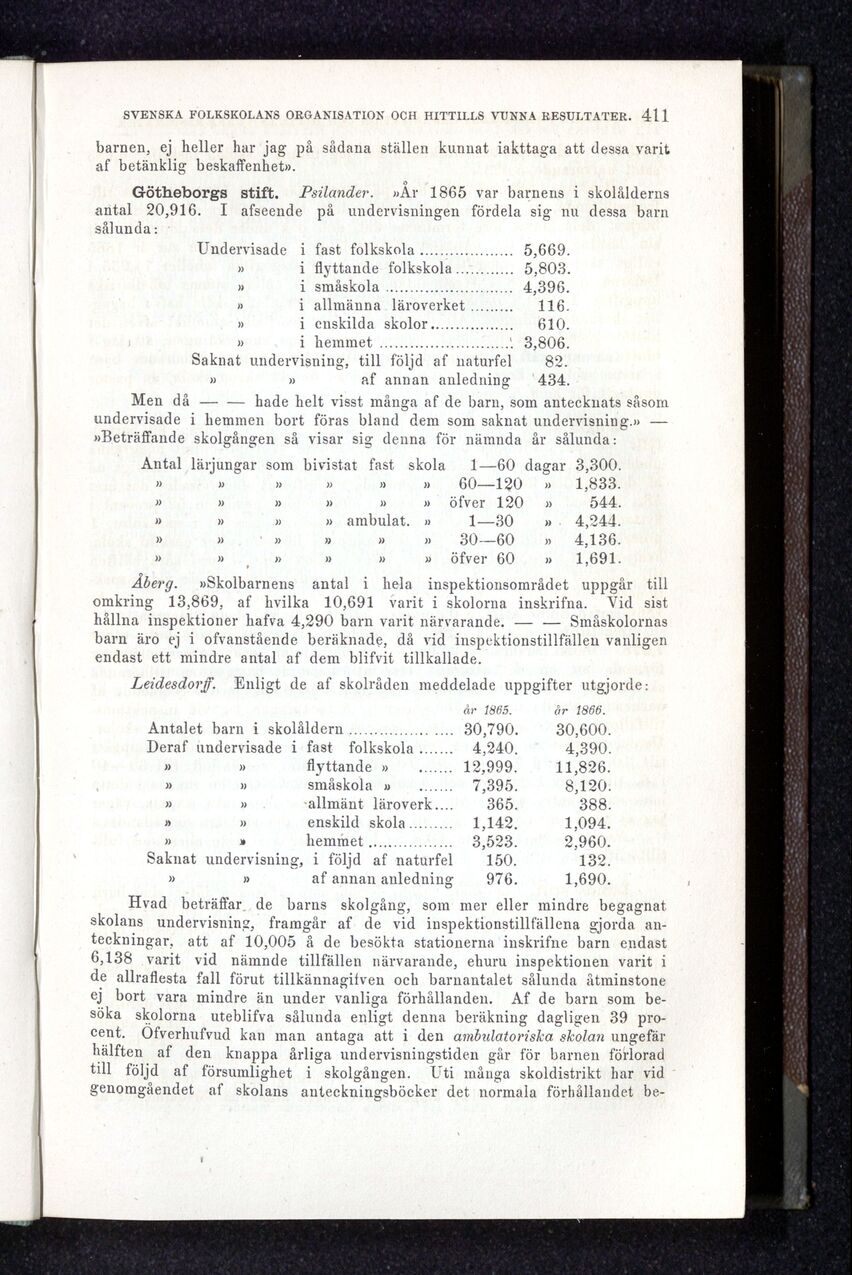 SVENSKA FOLKSKOLANS ORGANISATION OCH HITTILLS VUNNA RESULTATER. 411
barnen, ej heller har jag på sådana ställen kunnat iakttaga att dessa varit
af betänklig beskaffenhet».
Götheborgs stift. Psilander. »År 1865 var barnens i skolålderns
antal 20,916. I afseende på undervisningen fördela sig nu dessa barn
sålunda:
Undervisade i fast folkskola ................... 5,669.
» i flyttande folkskola ............ 5,803.
» i småskola .......................... 4,396.
» i allmänna läroverket ......... 116.
» i enskilda skolor................. 610.
» i hemmet ........................... 3,806.
Saknat undervisning, till följd af naturfel 82.
» » af annan anledning 434.
Men då — — hade helt visst många af de barn, som antecknats såsom
undervisade i hemmen bort föras bland dem som saknat undervisning.» —
»Beträffande skolgången så visar sig denna för nämnda år sålunda:
Antal lärjungar som bivistat fast skola 1—60 dagar 3,300.
» » » » » » 60—120 » 1,833.
» » » » » » öfver 120 » 544.
» » » » ambulat. » 1—30 » 4,244.
» » » » » » 30—60 » 4,136.
» » » » » » öfver 60 » 1,691.
Åberg. »Skolbarnens antal i hela inspektionsområdet uppgår till
omkring 13,869, af hvilka 10,691 varit i skolorna inskrifna. Vid sist
hållna inspektioner hafva 4,290 barn varit närvarande. — — Småskolornas
barn äro ej i ofvanstående beräknade, då vid inspektionstillfällen vanligen
endast ett mindre antal af dem blifvit tillkallade.
Leidesdorff. Enligt de af skolråden meddelade uppgifter utgjorde:
år 1865. år 1866.
Antalet barn i skolåldern ..................... 30,790. 30,600.
Deraf undervisade i fast folkskola ....... 4,240. 4,390.
» » flyttande » ....... 12,999. 11,826.
» » småskola » ....... 7,395. 8,120.
» » allmänt läroverk.... 365. 388.
» » enskild skola......... 1,142. 1,094.
» » hemmet................. 3,523. 2,960.
Saknat undervisning, i följd af naturfel 150. 132.
» » af annan anledning 976. 1,690.
Hvad beträffar de barns skolgång, som mer eller mindre begagnat
skolans undervisning, framgår af de vid inspektionstillfällena gjorda an-
teckningar, att af 10,005 å de besökta stationerna inskrifne barn endast
6,138 varit vid nämnde tillfällen närvarande, ehuru inspektionen varit i
de allraflesta fall förut tillkännagifven och barnantalet sålunda åtminstone
ej bort vara mindre än under vanliga förhållanden. Af de barn som be-
söka skolorna uteblifva sålunda enligt denna beräkning dagligen 39 pro-
cent. Öfverhufvud kan man antaga att i den ambulatoriska skolan ungefär
hälften af den knappa årliga undervisningstiden går för barnen förlorad
till följd af försumlighet i skolgången. Uti många skoldistrikt har vid
genomgåendet af skolans anteckningsböcker det normala förhållandet be-